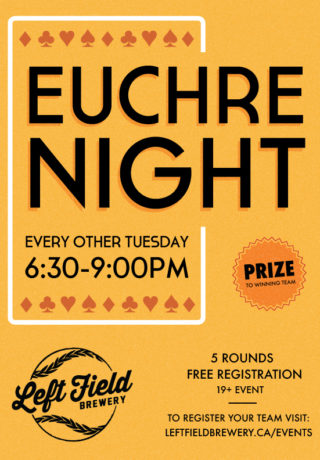 EUCHRE
NIGHT
EVERY OTHER TUESDAY
6:30-9:00PM
PRIZE
TO WINNING TEAM
Left Field
BREWERY
5 ROUNDS
FREE REGISTRATION
19+ EVENT
TO REGISTER YOUR TEAM VISIT:
LEFTFIELDBREWERY.CA/EVENTS